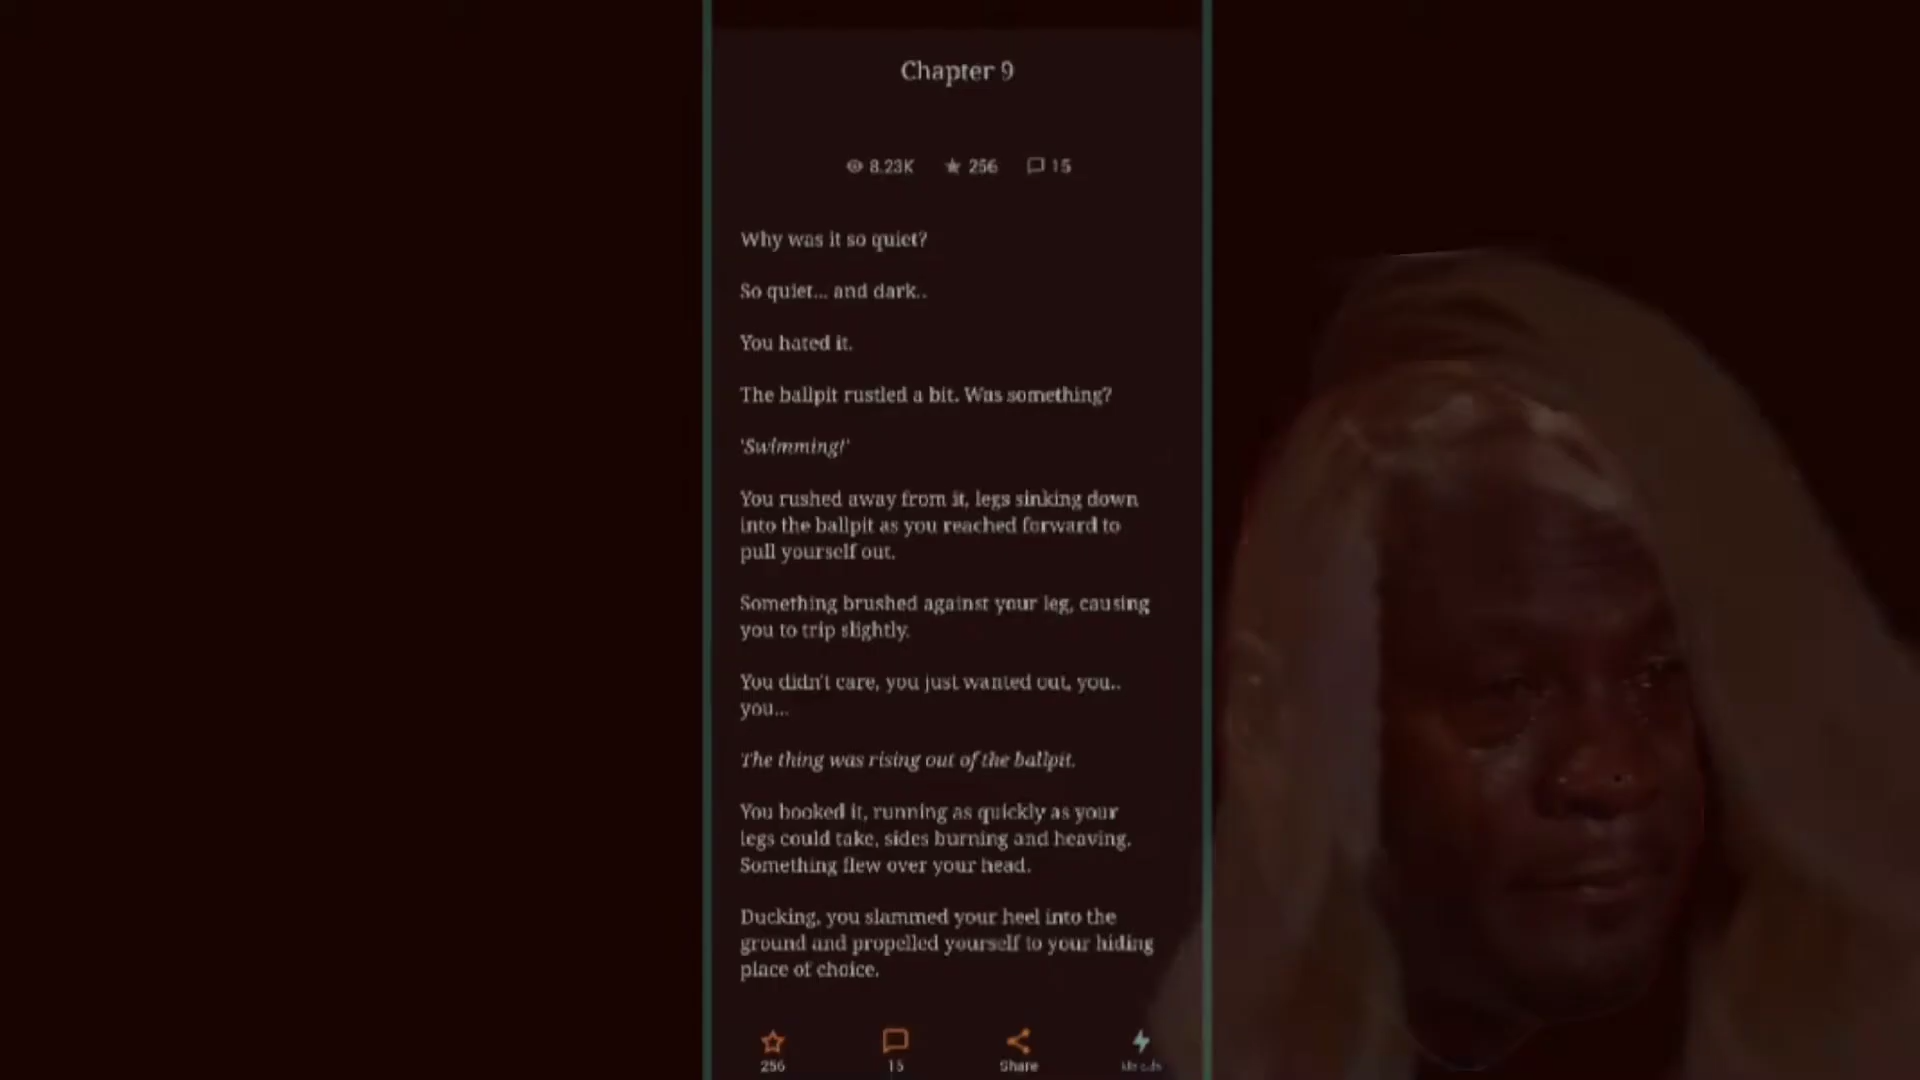 Chapter 9
8.23K 256 15
Why was it so quiet?
So quiet... and dark..
You hated it.
The ballpit rustled a bit. Was something?
'Swimming!'
You rushed away from it, legs sinking down
into the ballpit as you reached forward to
pull yourself out.
Something brushed against your leg, causing
you to trip slightly.
You didn't care, you just wanted out, you..
you...
The thing was rising out of the ballpit.
You booked it, running as quickly as your
legs could take, sides burning and heaving.
Something flew over your head.
Ducking, you slammed your heel into the
ground and propelled yourself to your hiding
place of choice.
256 15 Share